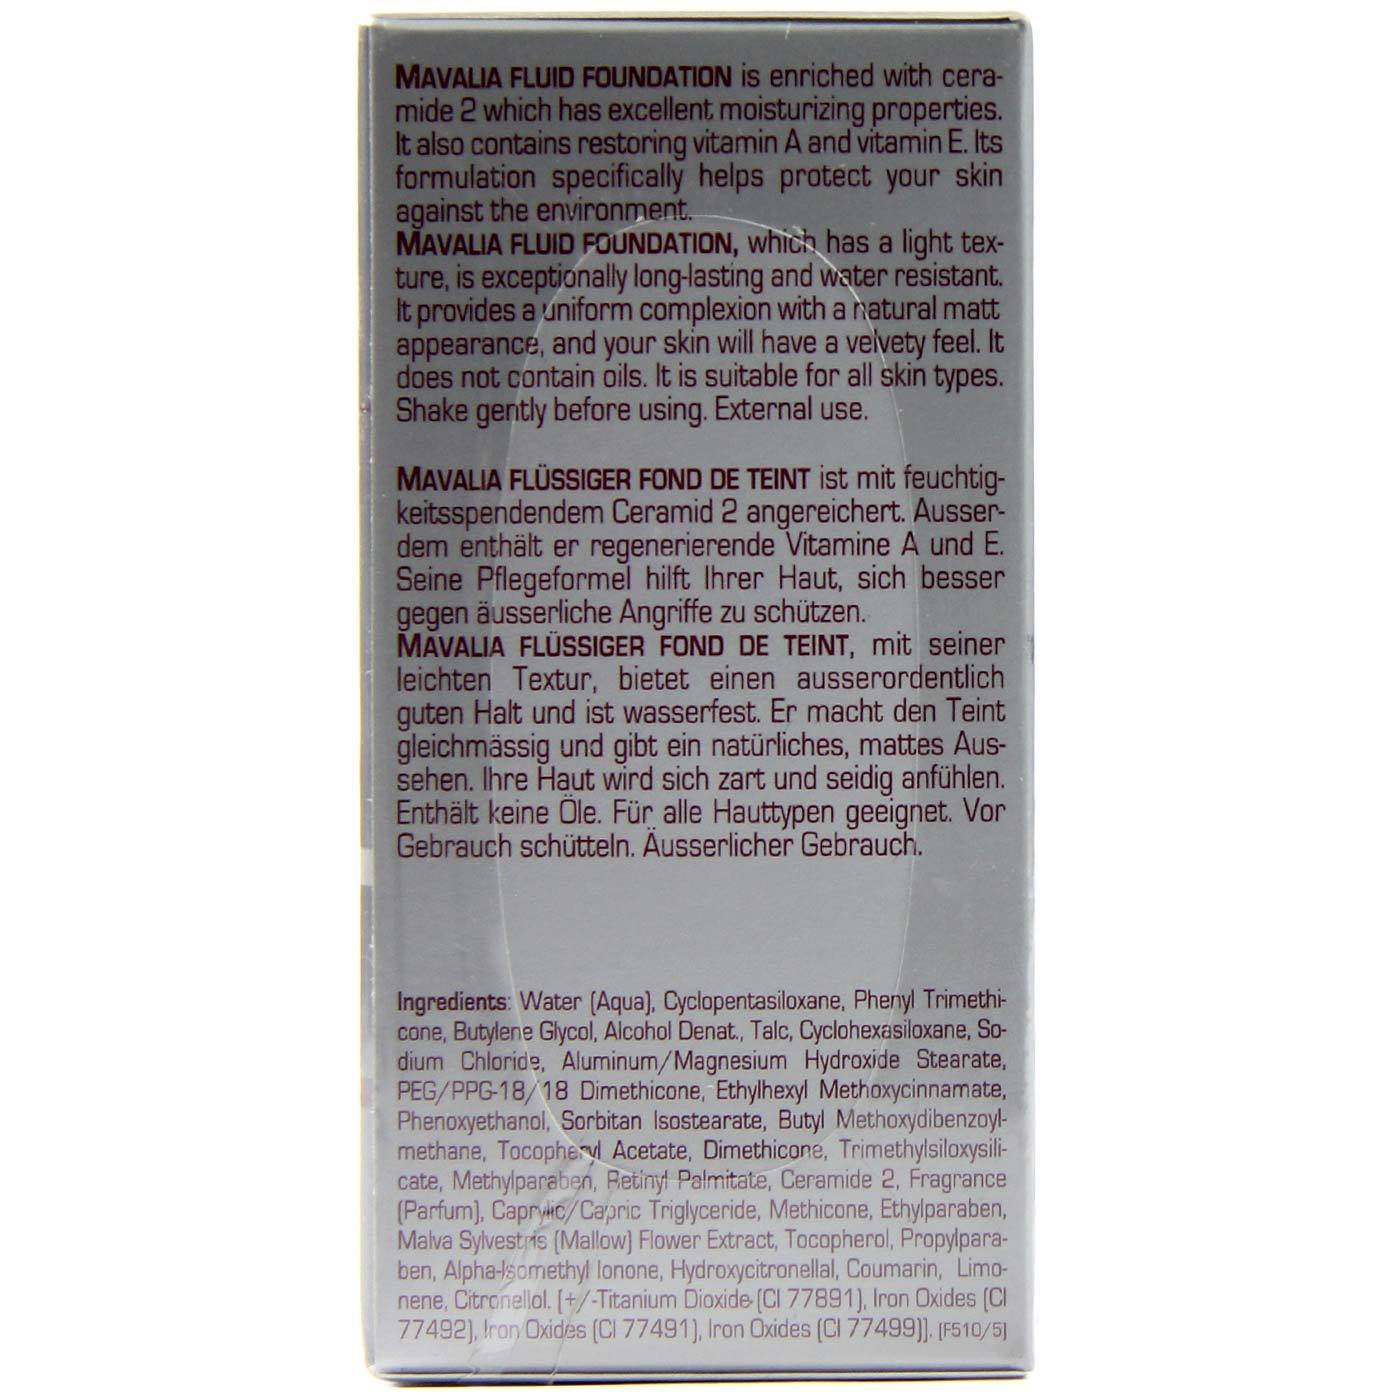 MAVALIA FLUID FOUNDATION is enriched with cera-
mide 2 which has excellent moisturizing properties.
It also contains restoring vitamin A and vitamin E. Its
formulation specifically helps protect your skin
against the environment.
MAVALIA FLUID FOUNDATION, which has a light tex-
ture, is exceptionally long-lasting and water resistant.
It provides a uniform complexion with a natural matt
appearance, and your skin will have a velvety feel. It
does not contain oils. It is suitable for all skin types.
Shake gently before using. External use.
MAVALIA FLÜSSIGER FOND DE TEINT ist mit feuchtig-
keitsspendendem Ceramid 2 angereichert. Ausser-
dem enthält er regenerierende Vitamine A und E.
Seine Pflegeformel hilft Ihrer Haut, sich besser
gegen äusserliche Angriffe zu schützen.
MAVALIA FLÜSSIGER FOND DE TEINT, mit seiner
leichten Textur, bietet einen ausserordentlich
guten Halt und ist wasserfest. Er macht den Teint
gleichmässig und gibt ein natürliches, mattes Aus-
sehen. Ihre Haut wird sich zart und seidig anfühlen.
Enthält keine Öle. Für alle Hauttypen geeignet. Vor
Gebrauch schütteln. Äusserlicher Gebrauch.
Ingredients: Water (Aqua), Cyclopentasiloxane, Phenyl Trimethi-
cone, Butylene Glycol, Alcohol Denat., Talc, Cyclohexasiloxane, So-
dium Chloride, Aluminum/Magnesium Hydroxide Stearate,
PEG/PPG-18/18 Dimethicone, Ethylhexyl Methoxycinnamate,
Phenoxyethanol, Sorbitan Isostearate, Butyl Methoxydibenzoyl-
methane, Tocopheryl Acetate, Dimethicone, Trimethylsiloxysili-
cate, Methylparaben, Retinyl Palmitate, Ceramide 2, Fragrance
(Parfum), Caprylic/Capric Triglyceride, Methicone, Ethylparaben,
Malva Sylvestris (Mallow) Flower Extract, Tocopherol, Propylpara-
ben, Alpha-Isomethyl Ionone, Hydroxycitronellal, Coumarin, Limo-
nene, Citronellol. [+/-Titanium Dioxide (CI 77891), Iron Oxides (CI
77492), Iron Oxides (CI 77491), Iron Oxides (CI 77499)]. (F510/5)